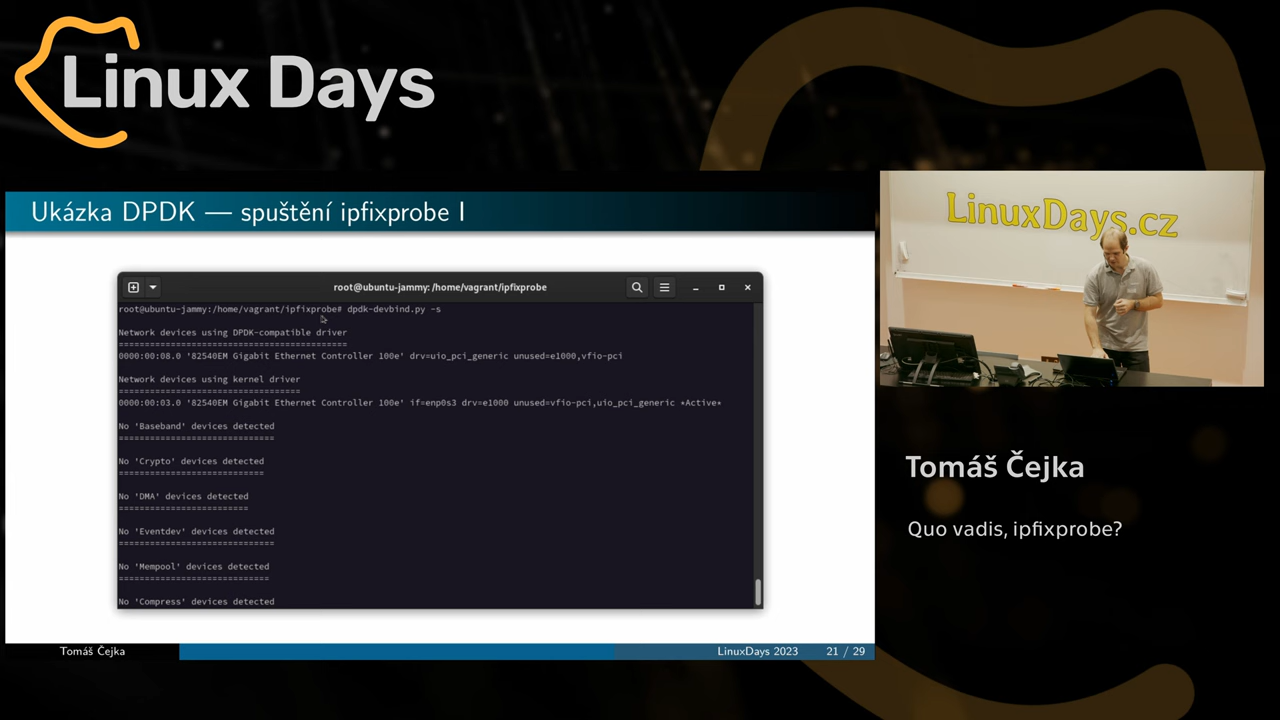 Linux Days
Ukázka DPDK — spuštění ipfixprobe I
root@ubuntu-jammy: /home/vagrant/ipfixprobe
root@ubuntu-jammy:/home/vagrant/ipfixprobe# dpdk-devbind.py -s
Network devices using DPDK-compatible driver
============================================
0000:00:08.0 '82540EM Gigabit Ethernet Controller 100e' drv=uio_pci_generic unused=e1000,vfio-pci
Network devices using kernel driver
===================================
0000:00:03.0 '82540EM Gigabit Ethernet Controller 100e' if=enp0s3 drv=e1000 unused=vfio-pci,uio_pci_generic *Active*
No 'Baseband' devices detected
==============================
No 'Crypto' devices detected
============================
No 'DMA' devices detected
=========================
No 'Eventdev' devices detected
==============================
No 'Mempool' devices detected
=============================
No 'Compress' devices detected
Tomáš Čejka
LinuxDays 2023
21 / 29
LinuxDays.cz
Tomáš Čejka
Quo vadis, ipfixprobe?